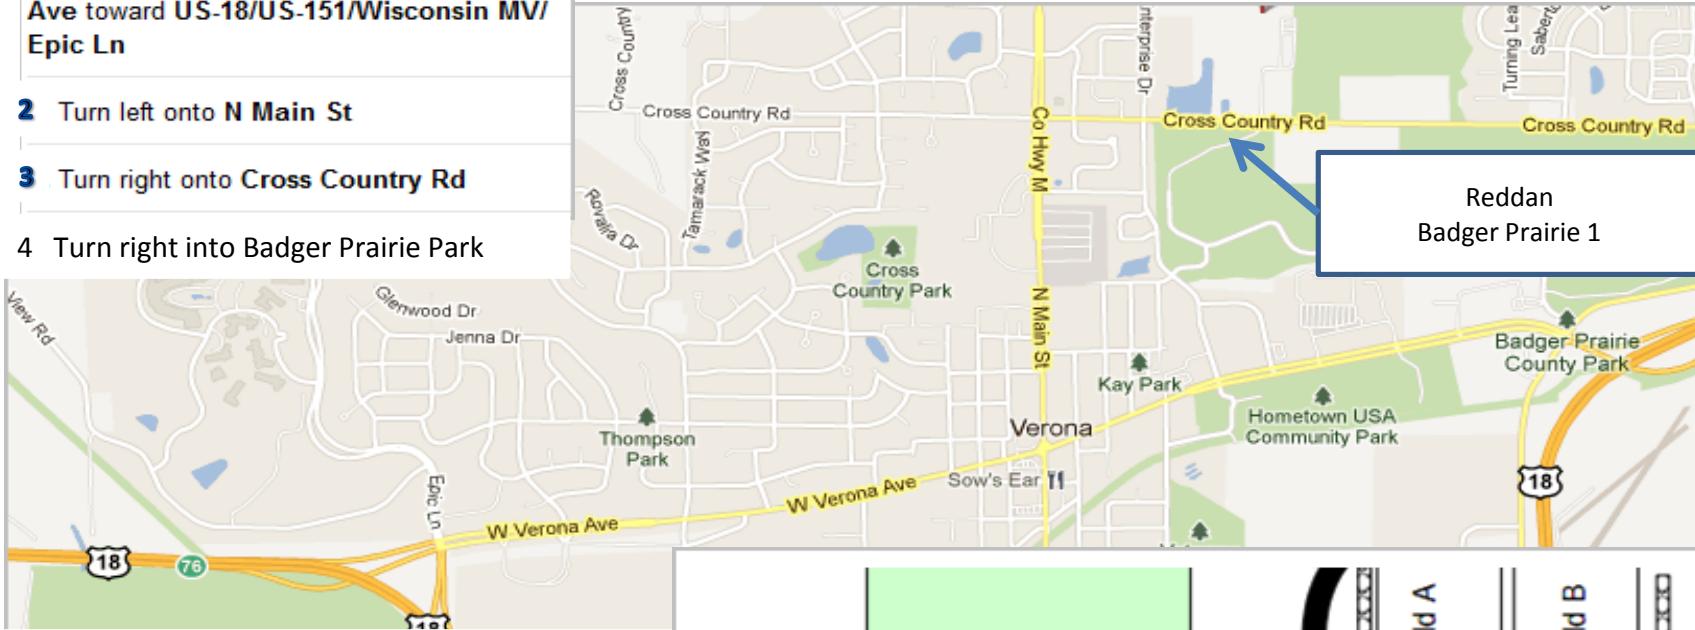 Ave toward US-18/US-151/Wisconsin MV/
Epic Ln
2 Turn left onto N Main St
3 Turn right onto Cross Country Rd
4 Turn right into Badger Prairie Park
Cross County
Cross Country Rd
Tamarack Way
Co Hwy M
nterprise Dr
Cross Country Rd
Turning Lea
Cross Country Rd
Reddan
Badger Prairie 1
Cross
Country Park
View Rd
Glenwood Dr
Jenna Dr
N Main St
Badger Prairie
County Park
Kay Park
Hometown USA
Community Park
Thompson
Park
Verona
Sow's Ear
Epic Ln
W Verona Ave
W Verona Ave
18
18
76
18
ld A
ld B